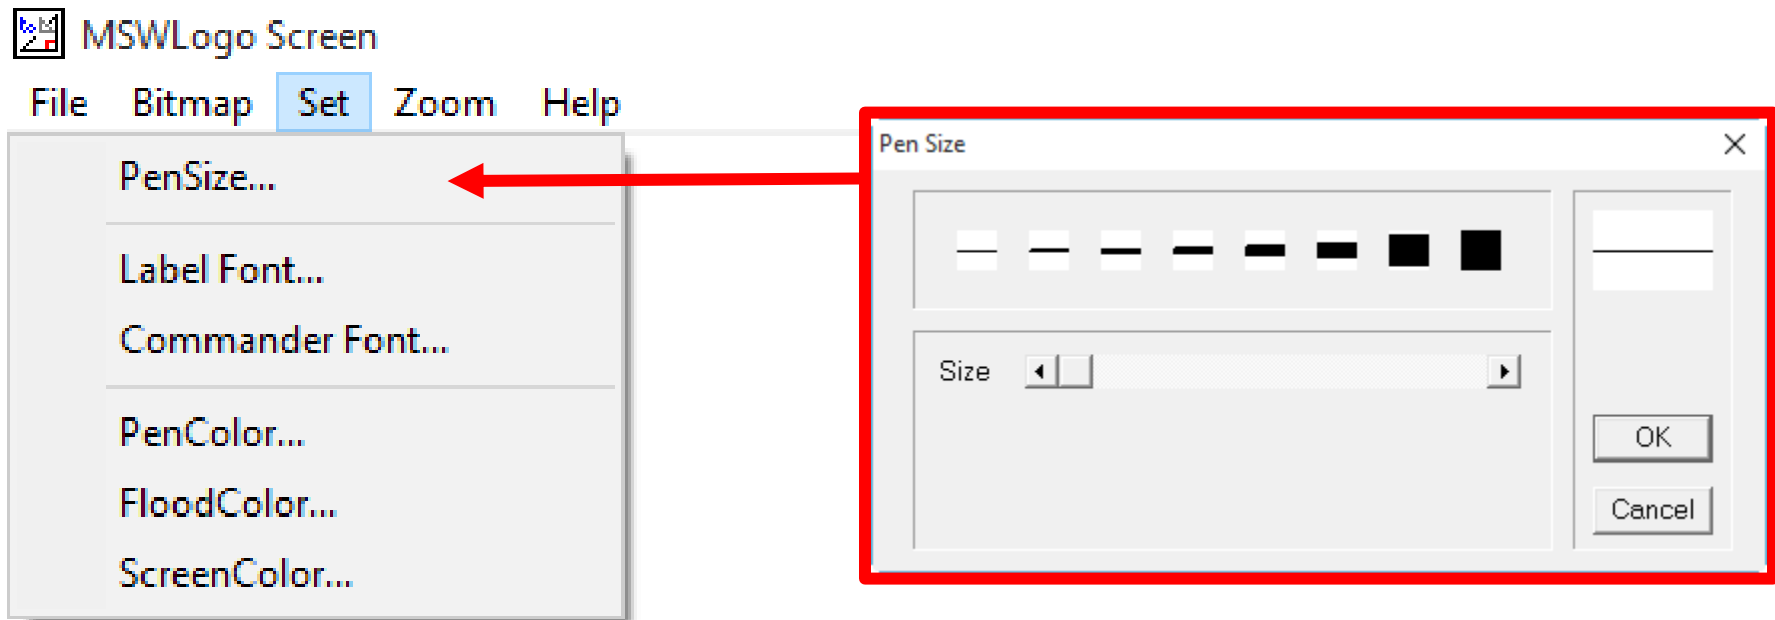 MSWLogo Screen
File Bitmap Set Zoom Help
PenSize...
Label Font...
Commander Font...
PenColor...
FloodColor...
ScreenColor...
Pen Size
Size
OK
Cancel